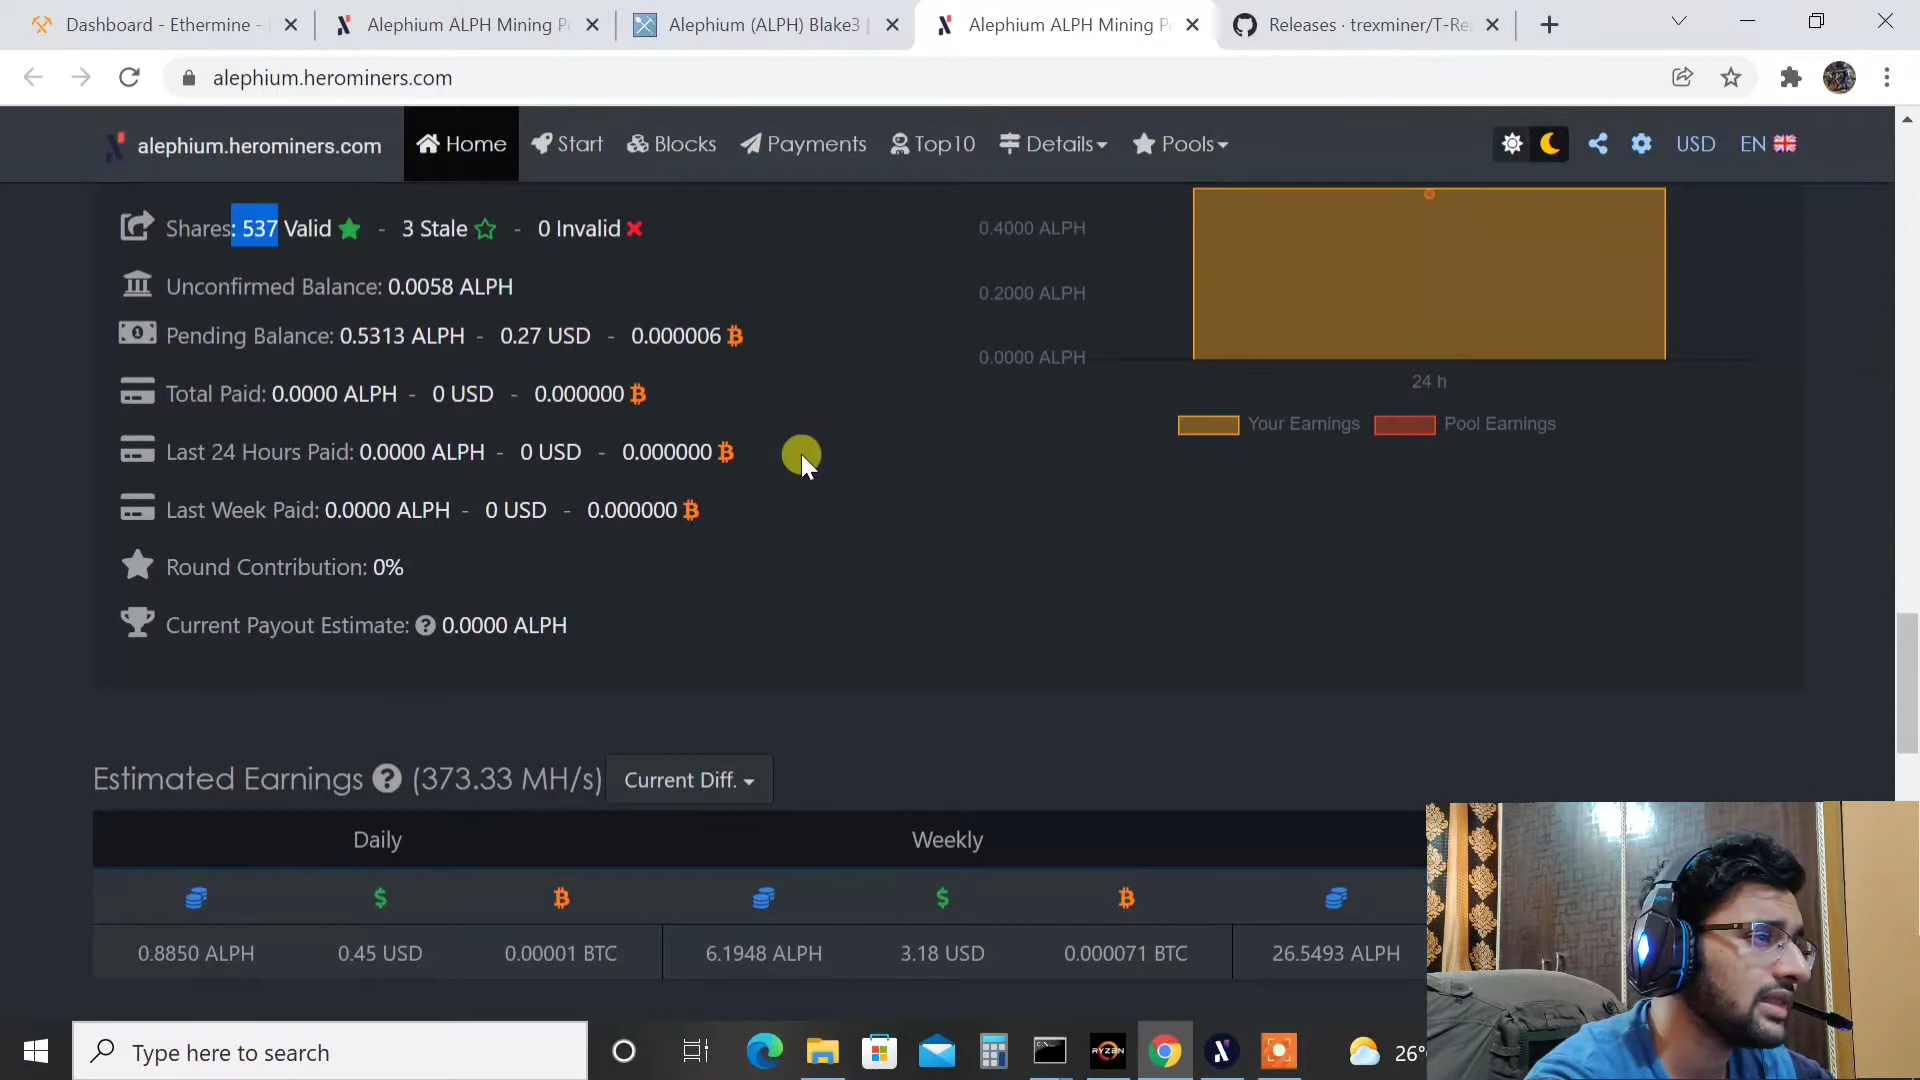 Dashboard - Ethermine -
Alephium ALPH Mining P
Alephium (ALPH) Blake3 |
Alephium ALPH Mining P
Releases · trexminer/T-Re
alephium.herominers.com
alephium.herominers.com
Home
Start
Blocks
Payments
Top10
Details
Pools
USD
EN
Shares: 537 Valid - 3 Stale - 0 Invalid
Unconfirmed Balance: 0.0058 ALPH
Pending Balance: 0.5313 ALPH - 0.27 USD - 0.000006
Total Paid: 0.0000 ALPH - 0 USD - 0.000000
Last 24 Hours Paid: 0.0000 ALPH - 0 USD - 0.000000
Last Week Paid: 0.0000 ALPH - 0 USD - 0.000000
Round Contribution: 0%
Current Payout Estimate: ? 0.0000 ALPH
0.4000 ALPH
0.2000 ALPH
0.0000 ALPH
24 h
Your Earnings
Pool Earnings
Estimated Earnings ? (373.33 MH/s)
Current Diff.
Daily
Weekly
$
$
0.8850 ALPH
0.45 USD
0.00001 BTC
6.1948 ALPH
3.18 USD
0.000071 BTC
26.5493 ALPH
Type here to search
RYZEN
26°